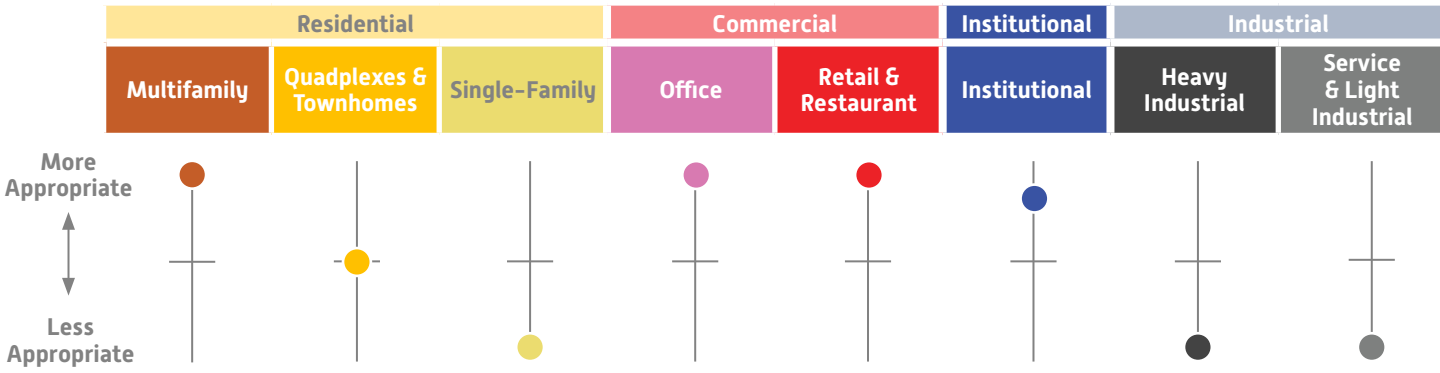 Residential
Commercial
Institutional
Industrial
Multifamily
Quadplexes &
Townhomes
Single-Family
Office
Retail &
Restaurant
Institutional
Heavy
Industrial
Service
& Light
Industrial
More
Appropriate
Less
Appropriate